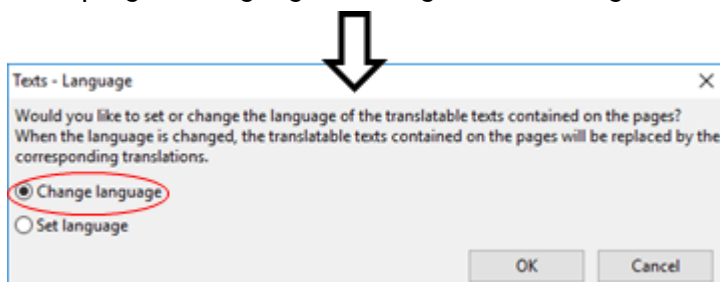 Texts - Language
Would you like to set or change the language of the translatable texts contained on the pages?
When the language is changed, the translatable texts contained on the pages will be replaced by the
corresponding translations.
Change language
Set language
OK
Cancel